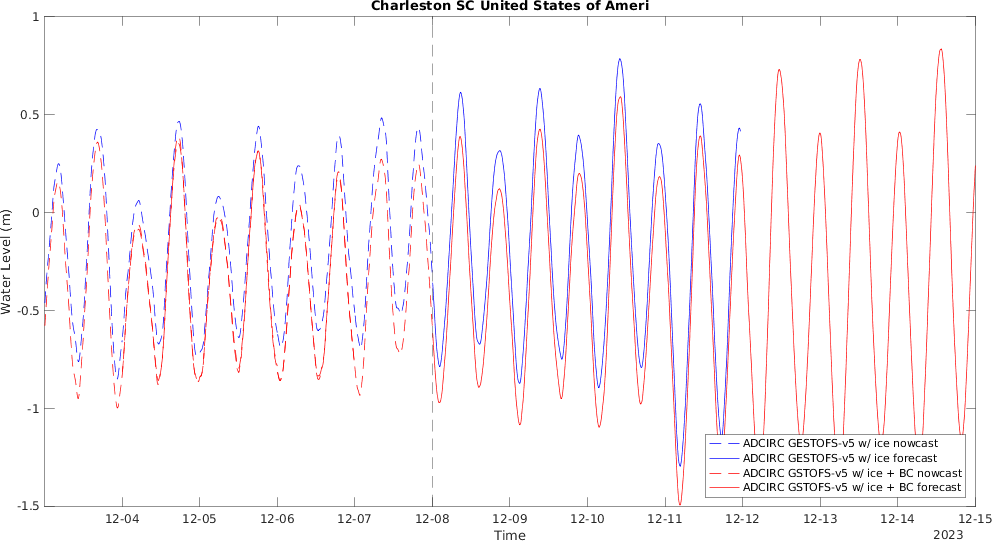 Charleston SC United States of Ameri
1
0.5
0
-0.5
-1
-1.5
Water Level (m)
12-04 12-05 12-06 12-07 12-08 12-09 12-10 12-11 12-12 12-13 12-14 12-15
Time
2023
ADCIRC GESTOFS-v5 w/ ice nowcast
ADCIRC GESTOFS-v5 w/ ice forecast
ADCIRC GSTOFS-v5 w/ ice + BC nowcast
ADCIRC GSTOFS-v5 w/ ice + BC forecast